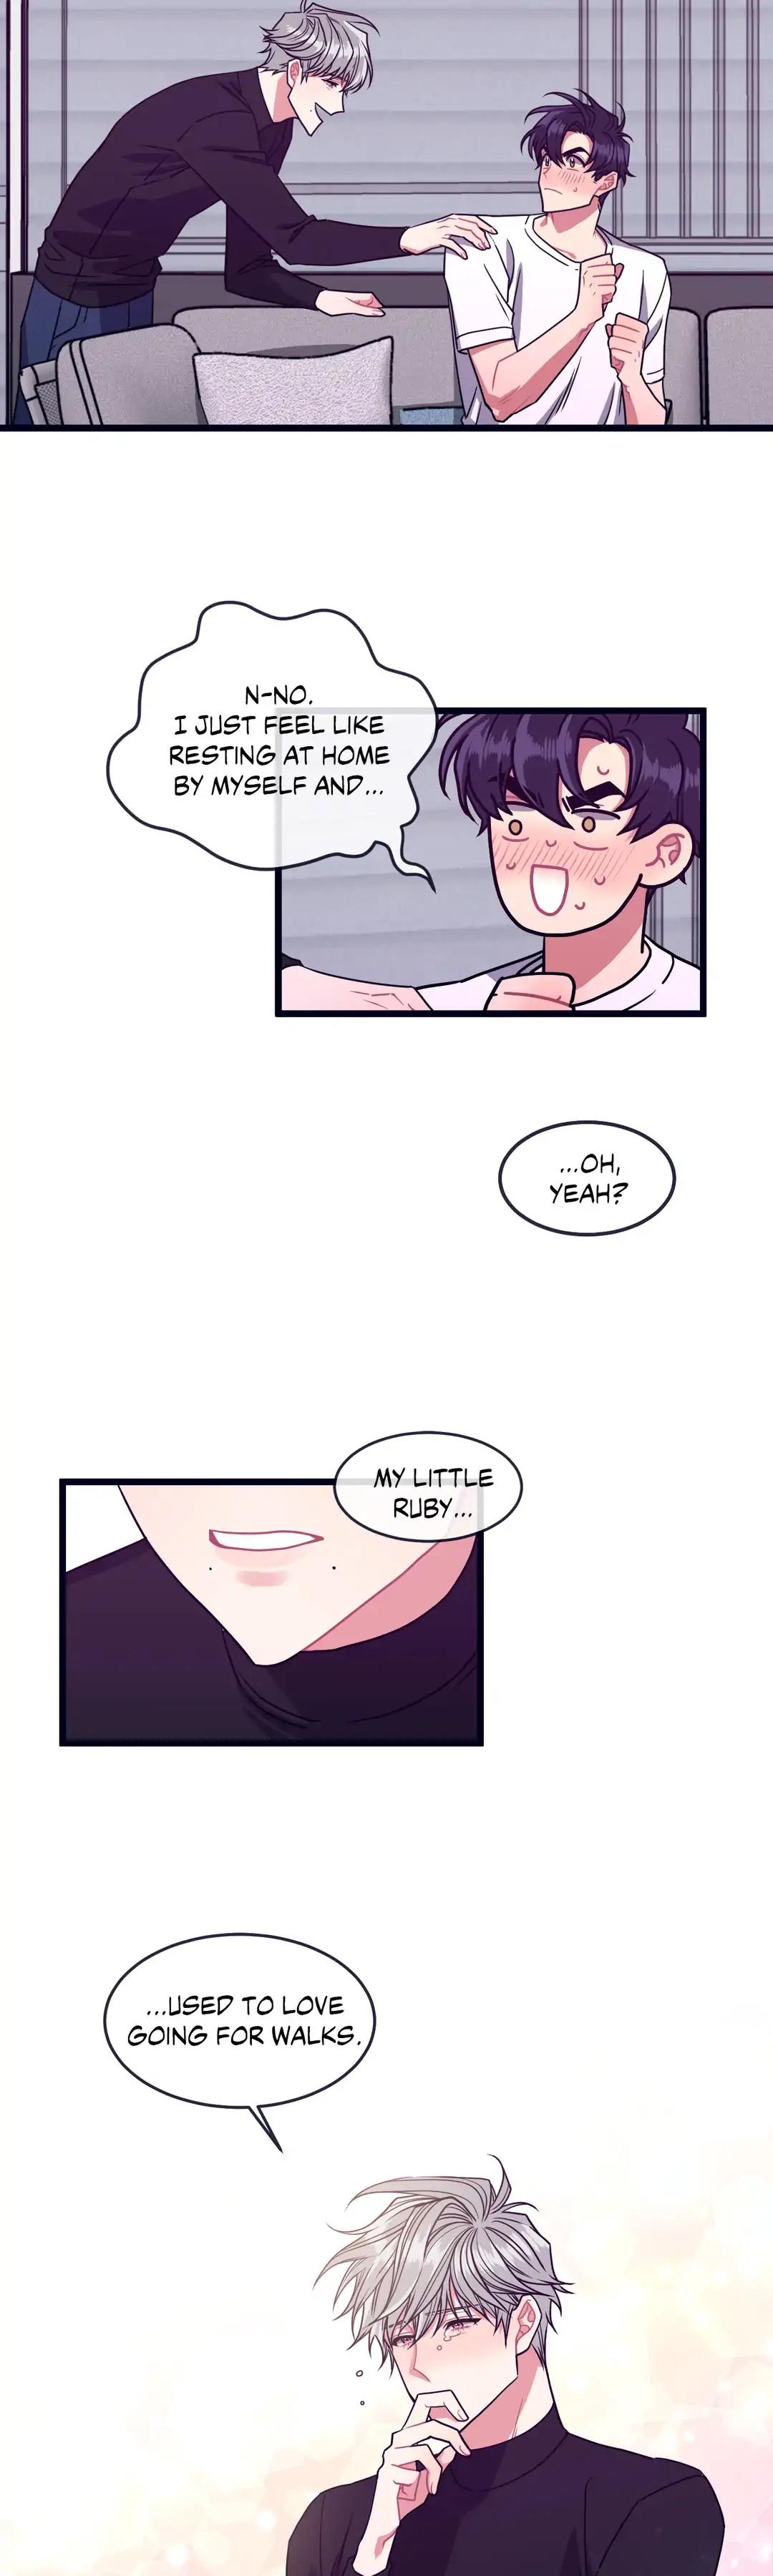 N-NO.
I JUST FEEL LIKE
RESTING AT HOME
BY MYSELF AND...
...OH,
YEAH?
MY LITTLE
RUBY...
...USED TO LOVE
GOING FOR WALKS.